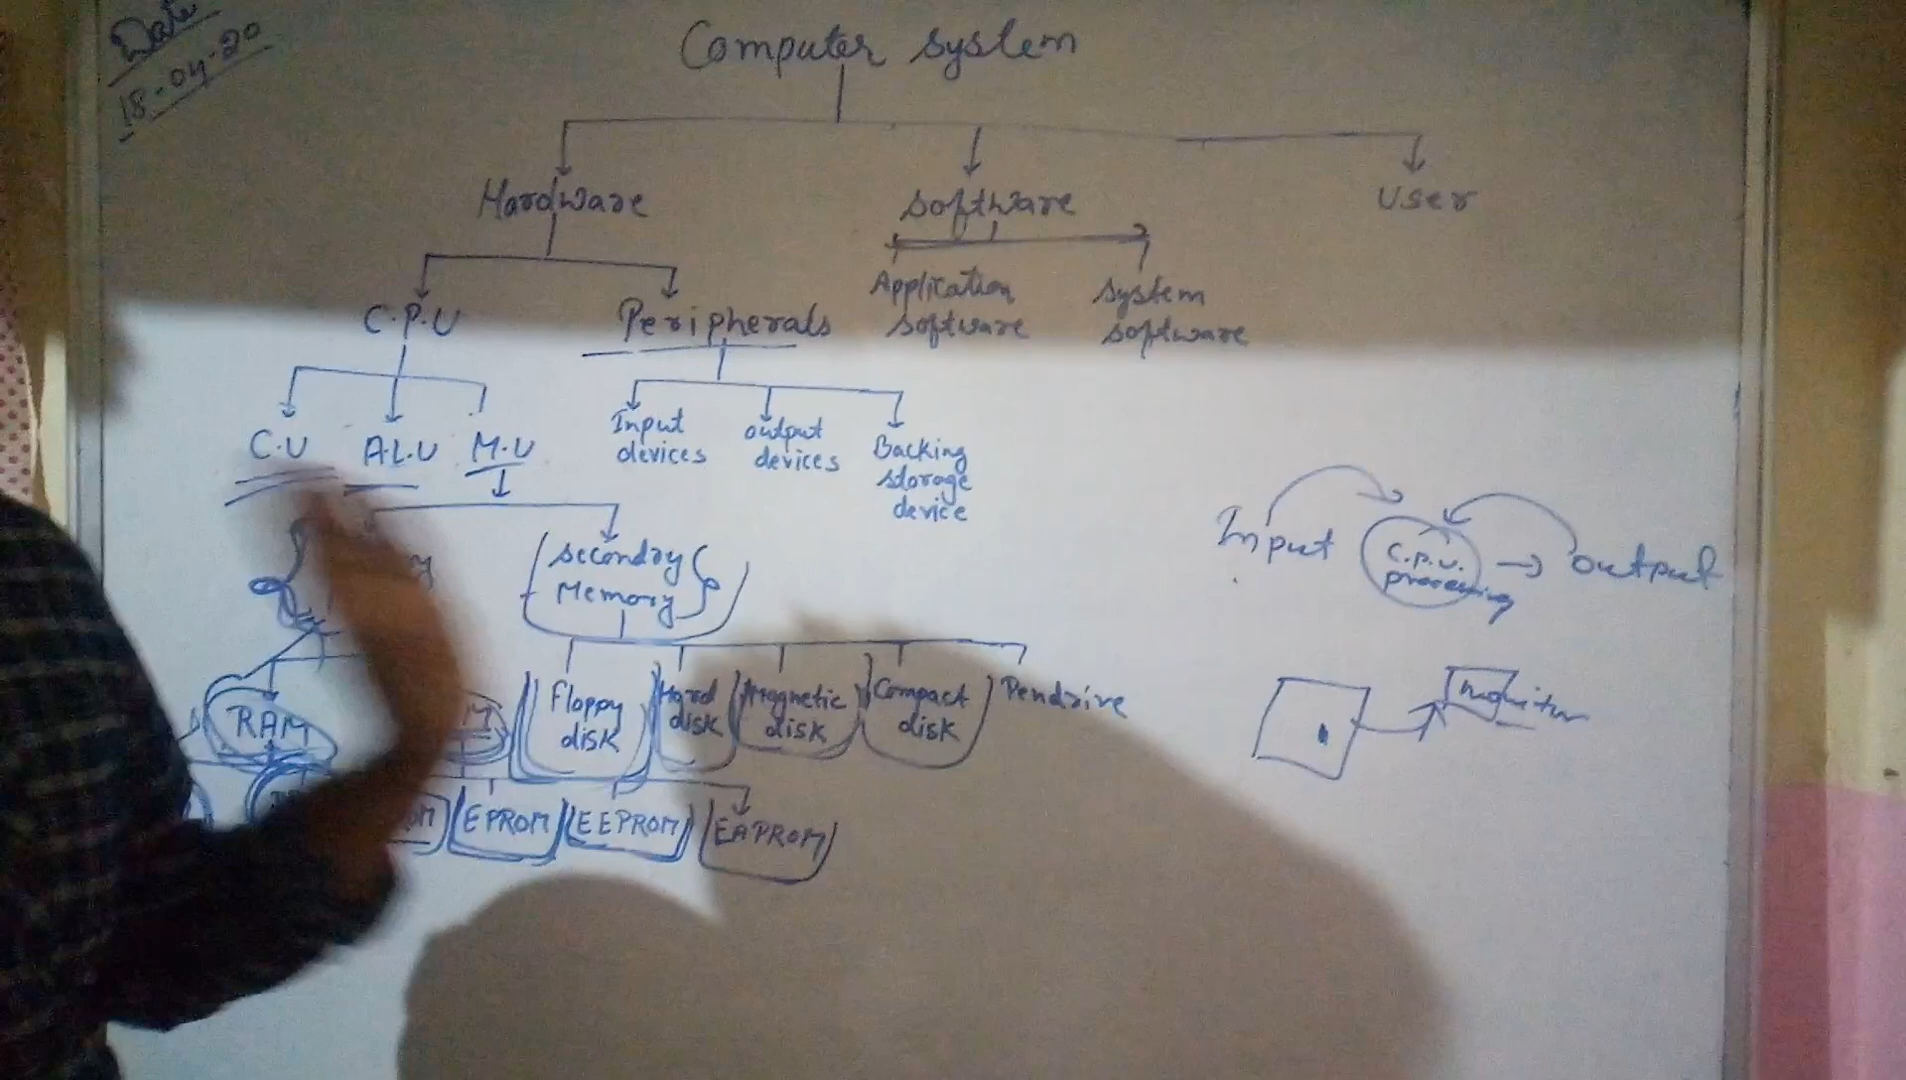 Date
18-04-20
Computer system
Hardware
software
User
C.P.U
Peripherals
Application
software
system
software
C.U
A.L.U
M.U
Input
devices
output
devices
Backing
storage
device
secondry
Memory
Input
C.P.U.
processing
output
RAM
Floppy
disk
Hard
disk
Magnetic
disk
Compact
disk
Pendrive
monitor
EPROM
EEPROM
EAPROM